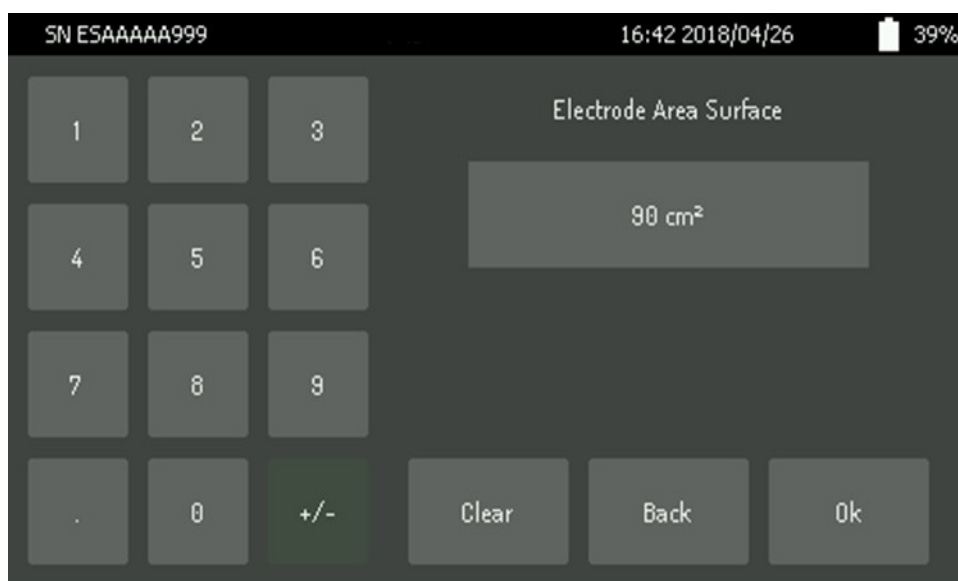 SN ESAAAAA999 16:42 2018/04/26 39%
Electrode Area Surface
90 cm²
1 2 3
4 5 6
7 8 9
. 0 +/- Clear Back Ok